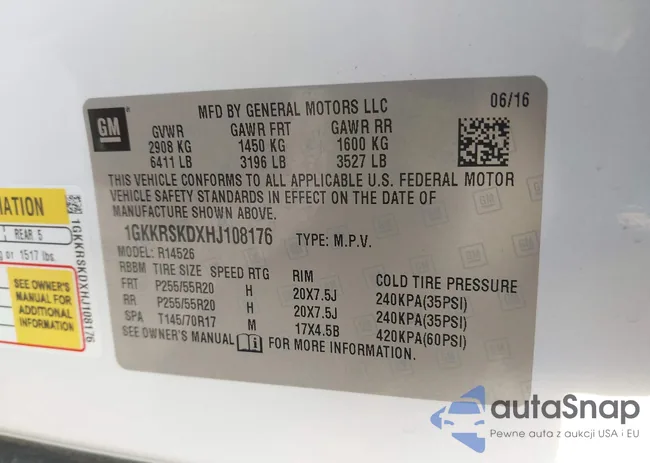 MFD BY GENERAL MOTORS LLC 06/16
GM
GVWR GAWR FRT GAWR RR
2908 KG 1450 KG 1600 KG
6411 LB 3196 LB 3527 LB
THIS VEHICLE CONFORMS TO ALL APPLICABLE U.S. FEDERAL MOTOR
VEHICLE SAFETY STANDARDS IN EFFECT ON THE DATE OF
MANUFACTURE SHOWN ABOVE.
1GKKRSKDXHJ108176 TYPE: M.P.V.
MODEL: R14526
RBBM TIRE SIZE SPEED RTG RIM COLD TIRE PRESSURE
FRT P255/55R20 H 20X7.5J 240KPA(35PSI)
RR P255/55R20 H 20X7.5J 240KPA(35PSI)
SPA T145/70R17 M 17X4.5B 420KPA(60PSI)
SEE OWNER'S MANUAL FOR MORE INFORMATION.
MATION
REAR 5
or 1517 lbs.
SEE OWNER'S
MANUAL FOR
ADDITIONAL
INFORMATION
1GKKRSKDXHJ108176
autaSnap
Pewne auta z aukcji USA i EU